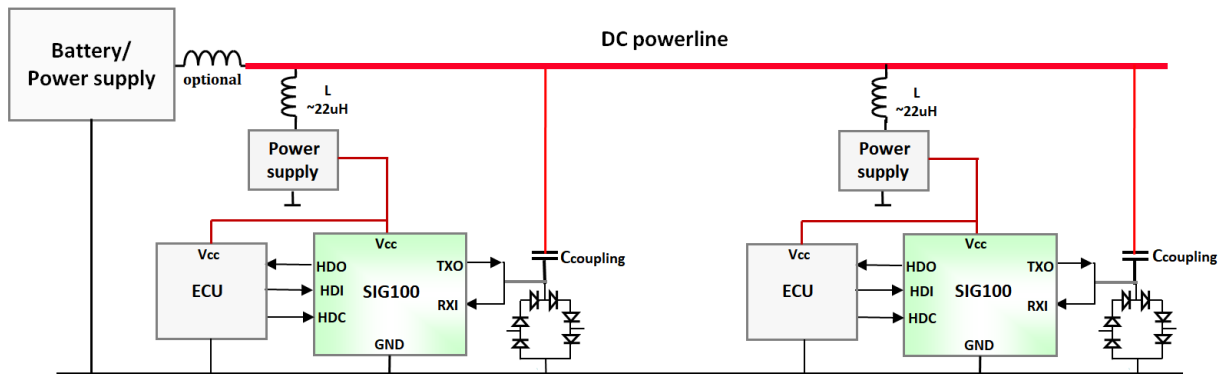 Battery/
Power supply
optional
DC powerline
L
~22uH
Power
supply
Vcc
ECU
Vcc
HDO
HDI
HDC
SIG100
TXO
RXI
GND
Ccoupling
L
~22uH
Power
supply
Vcc
ECU
Vcc
HDO
HDI
HDC
SIG100
TXO
RXI
GND
Ccoupling